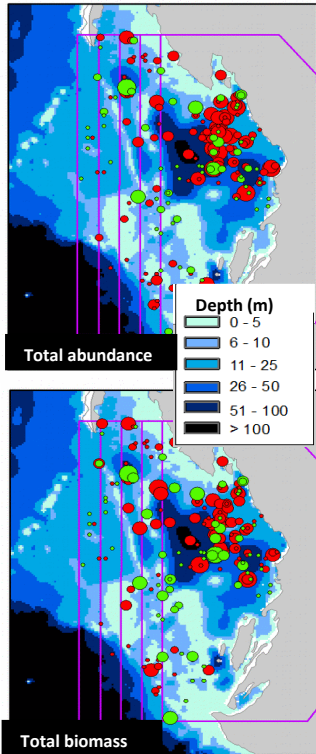 Depth (m)
0 - 5
6 - 10
11 - 25
26 - 50
51 - 100
> 100
Total abundance
Total biomass